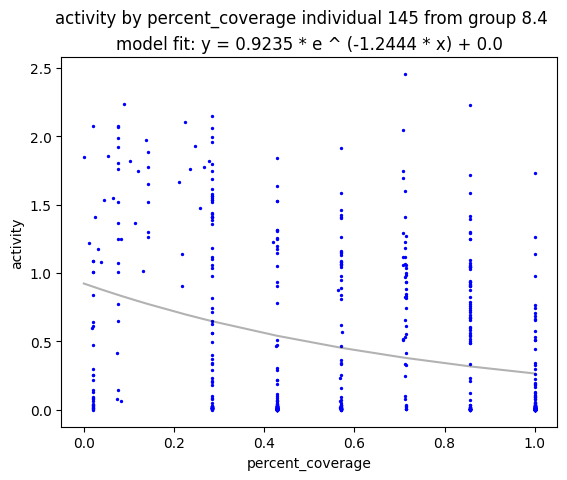 activity by percent_coverage individual 145 from group 8.4
model fit: y = 0.9235 * e ^ (-1.2444 * x) + 0.0
2.5
2.0
1.5
1.0
0.5
0.0
activity
0.0 0.2 0.4 0.6 0.8 1.0
percent_coverage